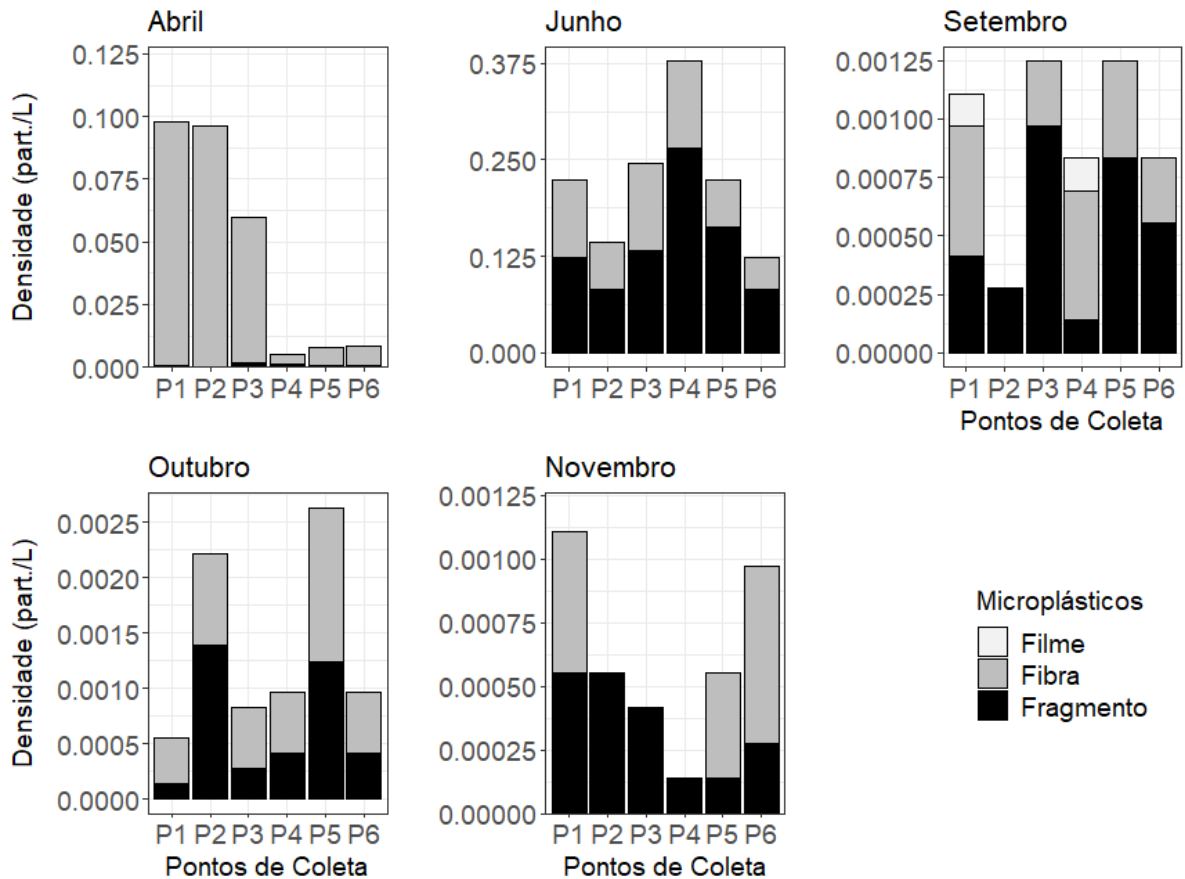 Abril
Densidade (part./L)
0.125
0.100
0.075
0.050
0.025
0.000
P1 P2 P3 P4 P5 P6
Junho
0.375
0.250
0.125
0.000
P1 P2 P3 P4 P5 P6
Setembro
0.00125
0.00100
0.00075
0.00050
0.00025
0.00000
P1 P2 P3 P4 P5 P6
Pontos de Coleta
Outubro
Densidade (part./L)
0.0025
0.0020
0.0015
0.0010
0.0005
0.0000
P1 P2 P3 P4 P5 P6
Pontos de Coleta
Novembro
0.00125
0.00100
0.00075
0.00050
0.00025
0.00000
P1 P2 P3 P4 P5 P6
Pontos de Coleta
Microplásticos
Filme
Fibra
Fragmento